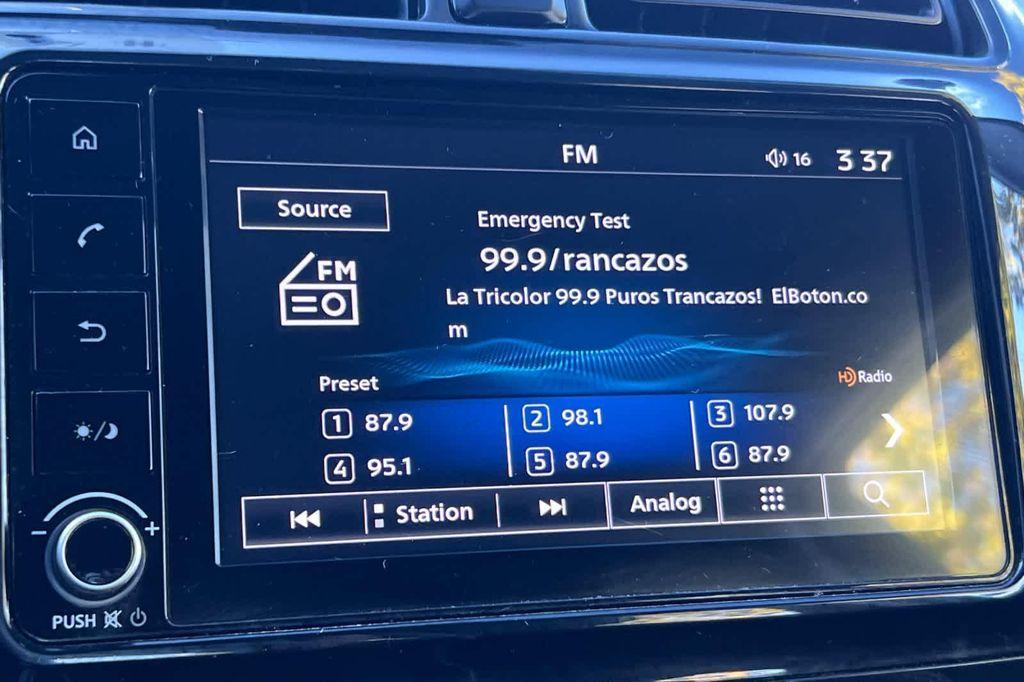 FM
16
3 37
Source
Emergency Test
99.9/rancazos
FM
La Tricolor 99.9 Puros Trancazos! ElBoton.co
m
HD Radio
Preset
1 87.9
2 98.1
3 107.9
4 95.1
5 87.9
6 87.9
Station
Analog
PUSH